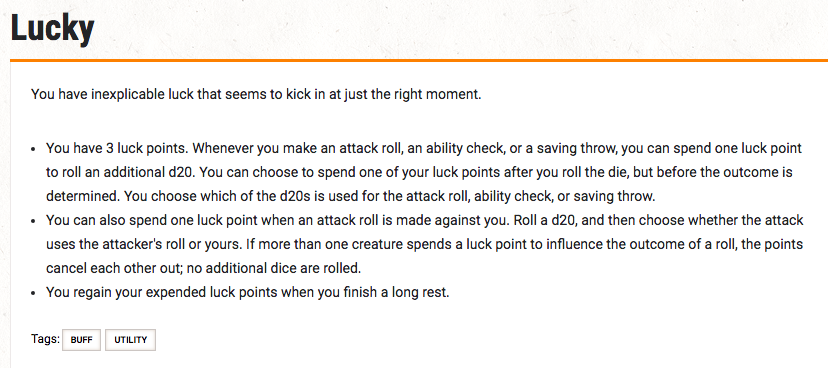 Lucky
You have inexplicable luck that seems to kick in at just the right moment.
• You have 3 luck points. Whenever you make an attack roll, an ability check, or a saving throw, you can spend one luck point
to roll an additional d20. You can choose to spend one of your luck points after you roll the die, but before the outcome is
determined. You choose which of the d20s is used for the attack roll, ability check, or saving throw.
• You can also spend one luck point when an attack roll is made against you. Roll a d20, and then choose whether the attack
uses the attacker's roll or yours. If more than one creature spends a luck point to influence the outcome of a roll, the points
cancel each other out; no additional dice are rolled.
• You regain your expended luck points when you finish a long rest.
Tags: BUFF UTILITY